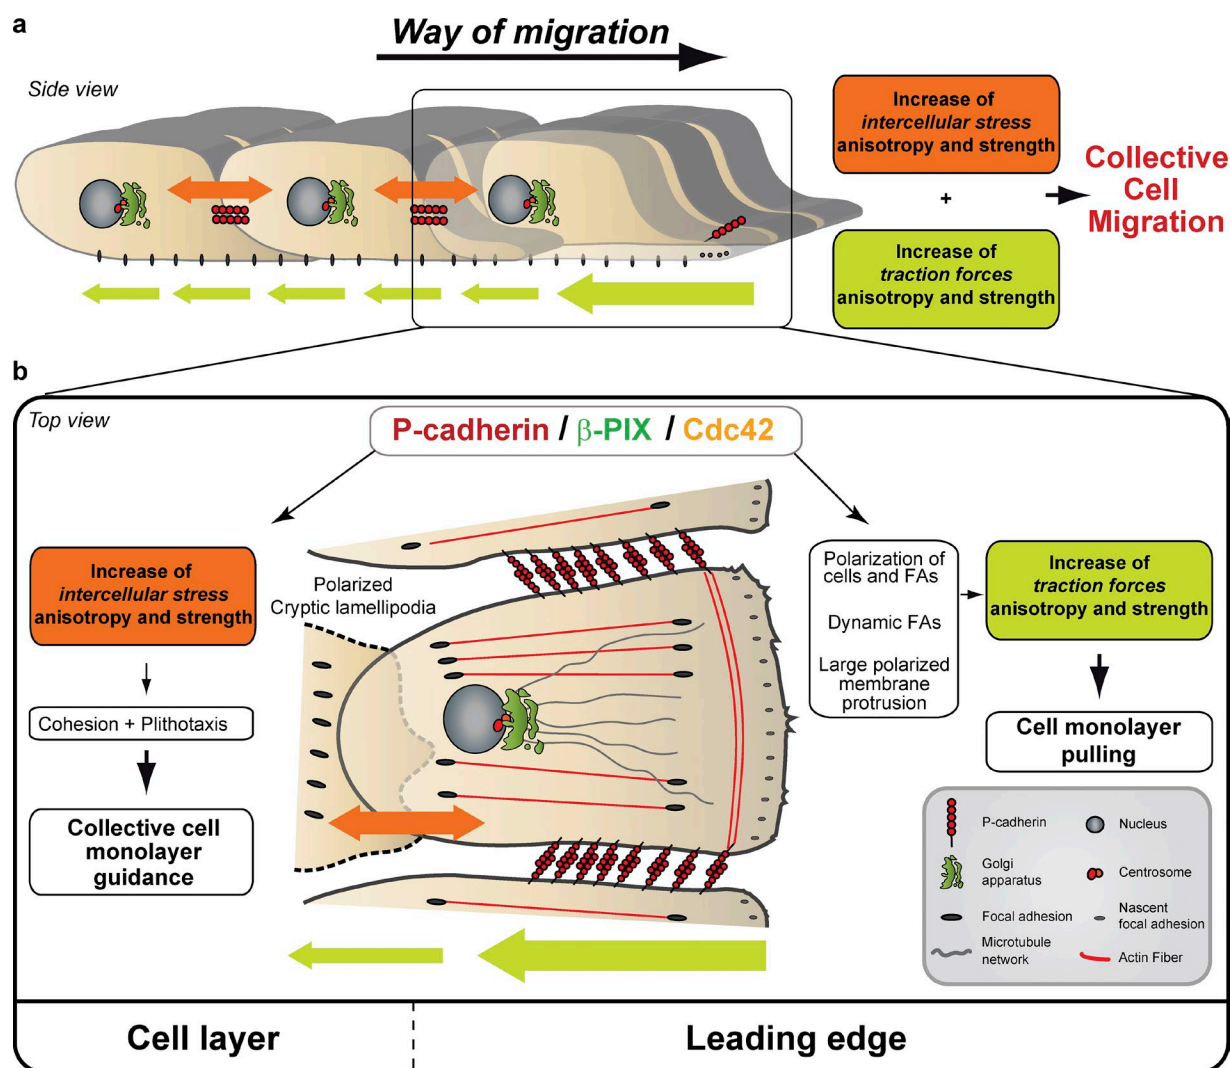 a
Way of migration
Side view
Increase of
intercellular stress
anisotropy and strength
+
Increase of
traction forces
anisotropy and strength
Collective
Cell
Migration
b
Top view
P-cadherin / β-PIX / Cdc42
Increase of
intercellular stress
anisotropy and strength
Cohesion + Plithotaxis
Collective cell
monolayer
guidance
Polarized
Cryptic lamellipodia
Polarization of
cells and FAs
Dynamic FAs
Large polarized
membrane
protrusion
Increase of
traction forces
anisotropy and strength
Cell monolayer
pulling
P-cadherin
Nucleus
Golgi
apparatus
Centrosome
Focal adhesion
Nascent
focal adhesion
Microtubule
network
Actin Fiber
Cell layer
Leading edge